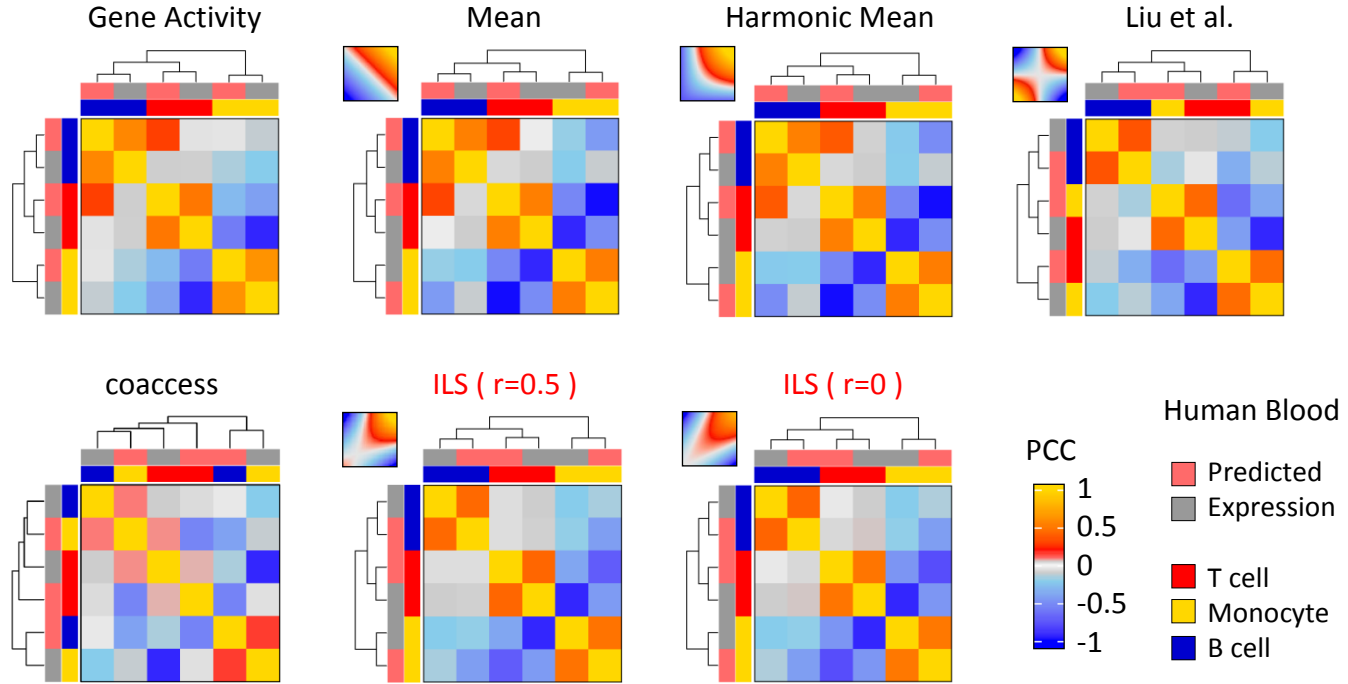 Gene Activity
Mean
Harmonic Mean
Liu et al.
coaccess
ILS ( r=0.5 )
ILS ( r=0 )
Human Blood
PCC
1
0.5
0
-0.5
-1
Predicted
Expression
T cell
Monocyte
B cell